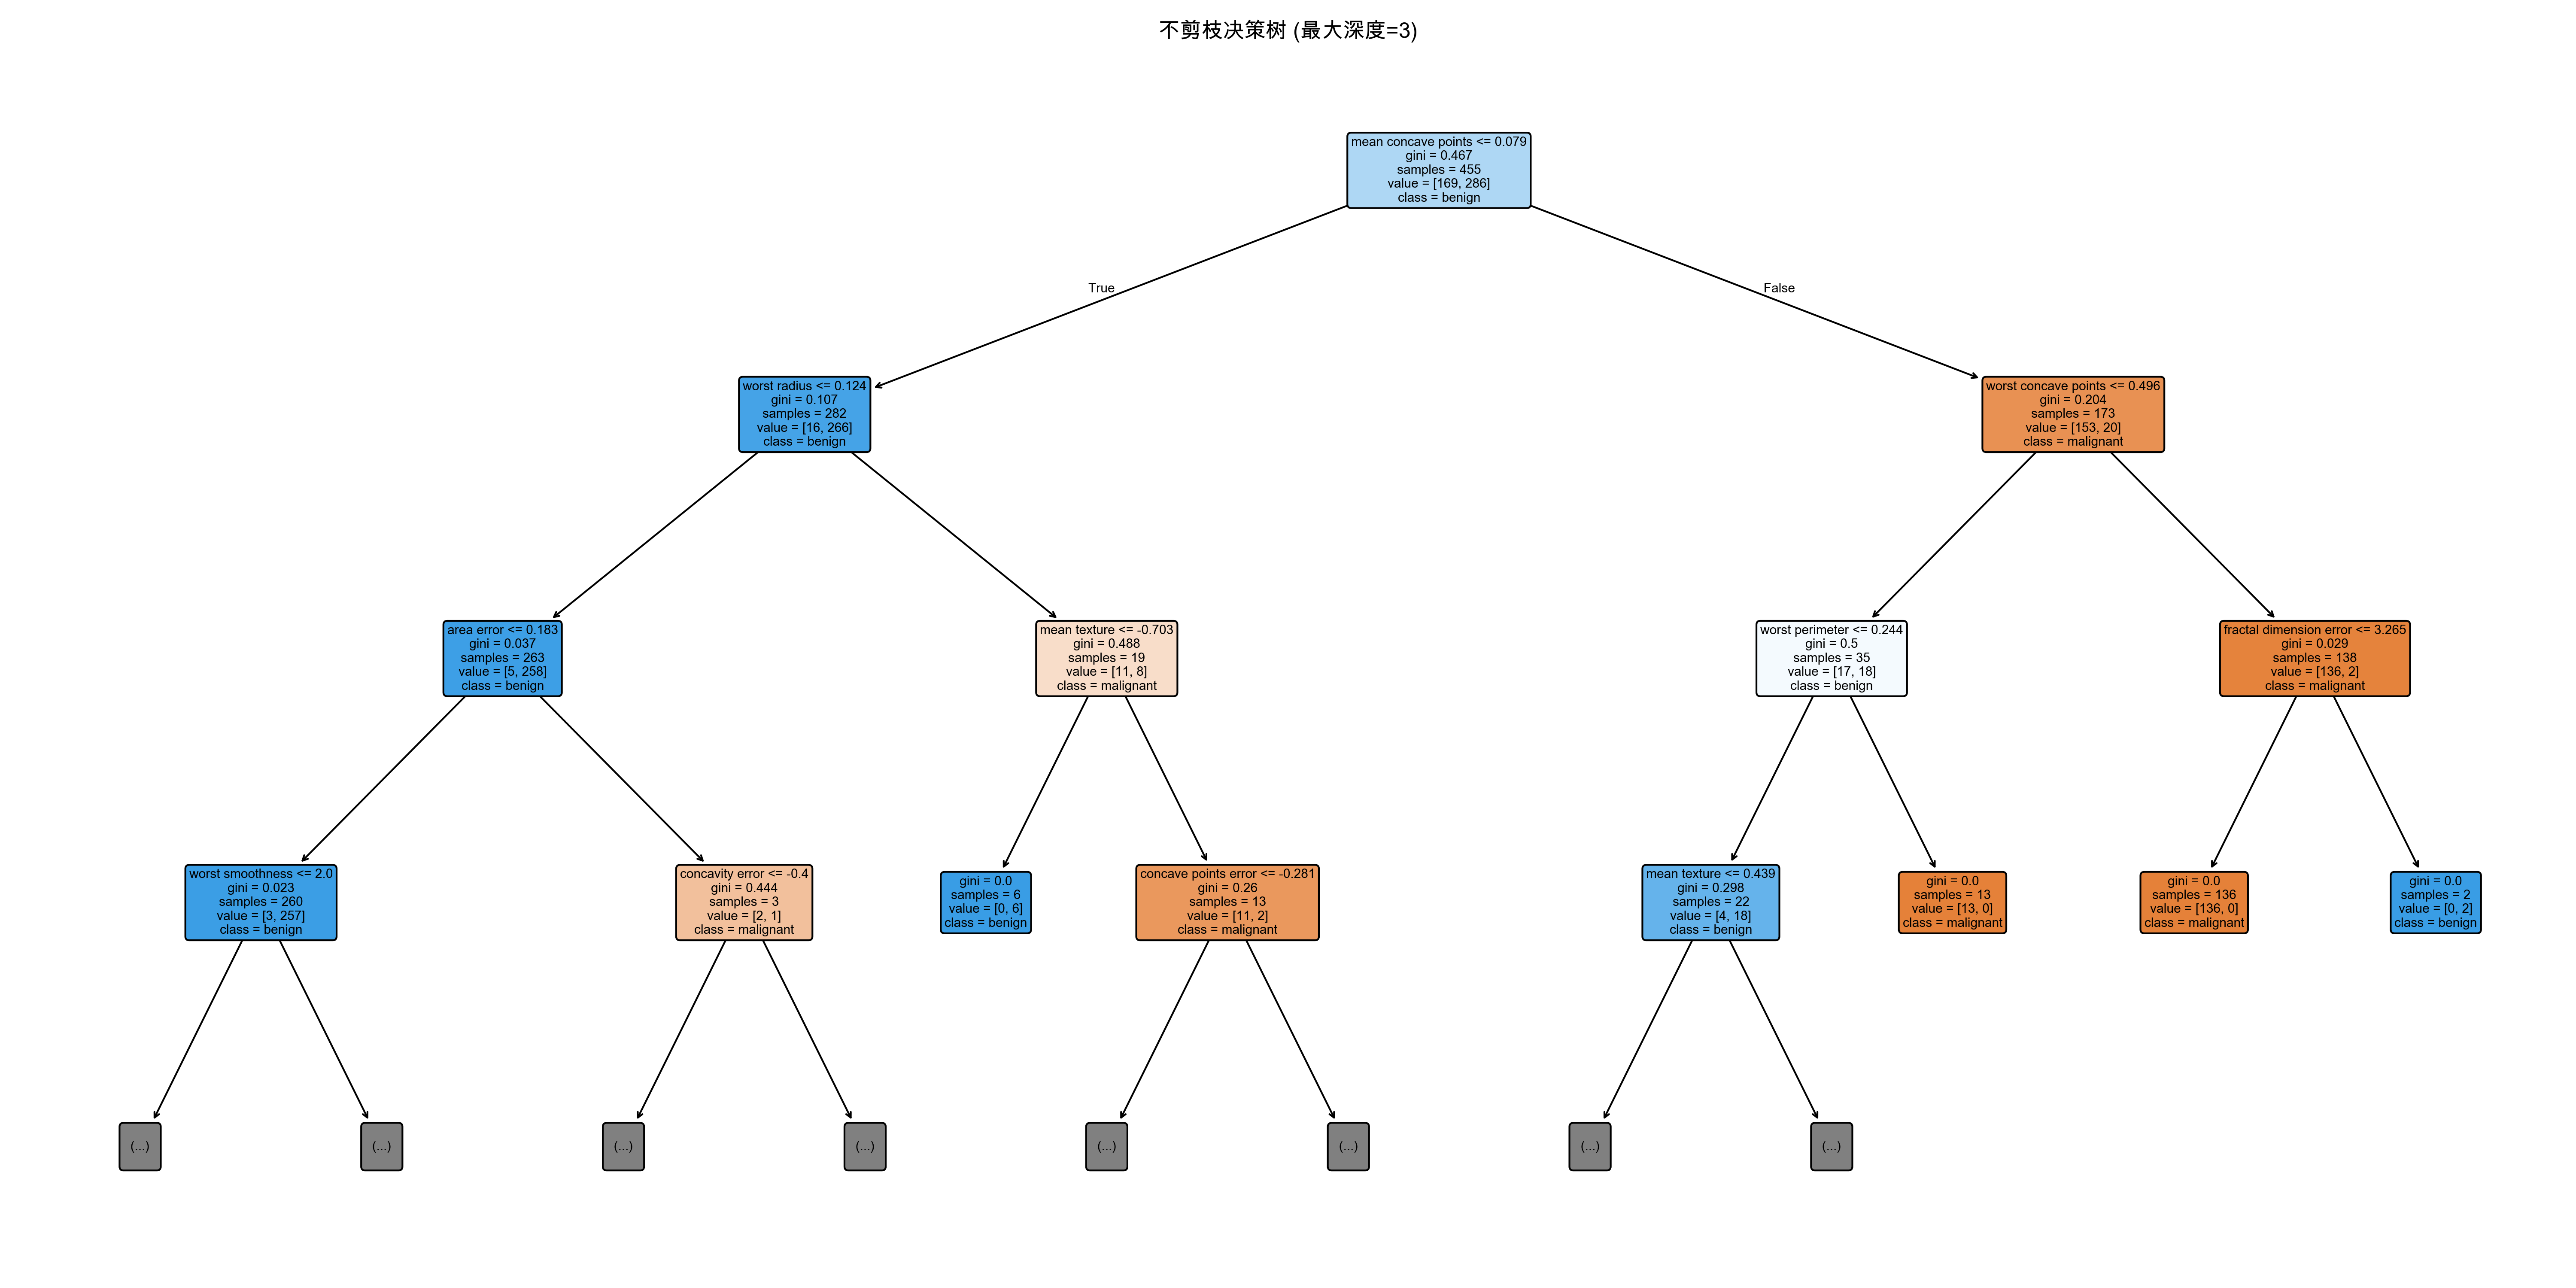 不剪枝决策树 (最大深度=3)
mean concave points <= 0.079
gini = 0.467
samples = 455
value = [169, 286]
class = benign
True
False
worst radius <= 0.124
gini = 0.107
samples = 282
value = [16, 266]
class = benign
worst concave points <= 0.496
gini = 0.204
samples = 173
value = [153, 20]
class = malignant
area error <= 0.183
gini = 0.037
samples = 263
value = [5, 258]
class = benign
mean texture <= -0.703
gini = 0.488
samples = 19
value = [11, 8]
class = malignant
worst perimeter <= 0.244
gini = 0.5
samples = 35
value = [17, 18]
class = benign
fractal dimension error <= 3.265
gini = 0.029
samples = 138
value = [136, 2]
class = malignant
worst smoothness <= 2.0
gini = 0.023
samples = 260
value = [3, 257]
class = benign
concavity error <= -0.4
gini = 0.444
samples = 3
value = [2, 1]
class = malignant
gini = 0.0
samples = 6
value = [0, 6]
class = benign
concave points error <= -0.281
gini = 0.26
samples = 13
value = [11, 2]
class = malignant
mean texture <= 0.439
gini = 0.298
samples = 22
value = [4, 18]
class = benign
gini = 0.0
samples = 13
value = [13, 0]
class = malignant
gini = 0.0
samples = 136
value = [136, 0]
class = malignant
gini = 0.0
samples = 2
value = [0, 2]
class = benign
(...)
(...)
(...)
(...)
(...)
(...)
(...)
(...)